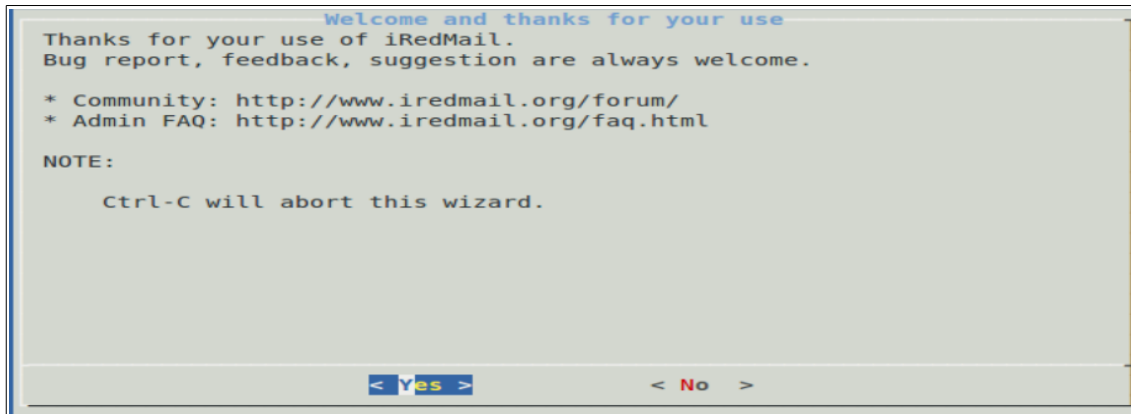 Welcome and thanks for your use
Thanks for your use of iRedMail.
Bug report, feedback, suggestion are always welcome.
* Community: http://www.iredmail.org/forum/
* Admin FAQ: http://www.iredmail.org/faq.html
NOTE:
Ctrl-C will abort this wizard.
< Yes > < No >